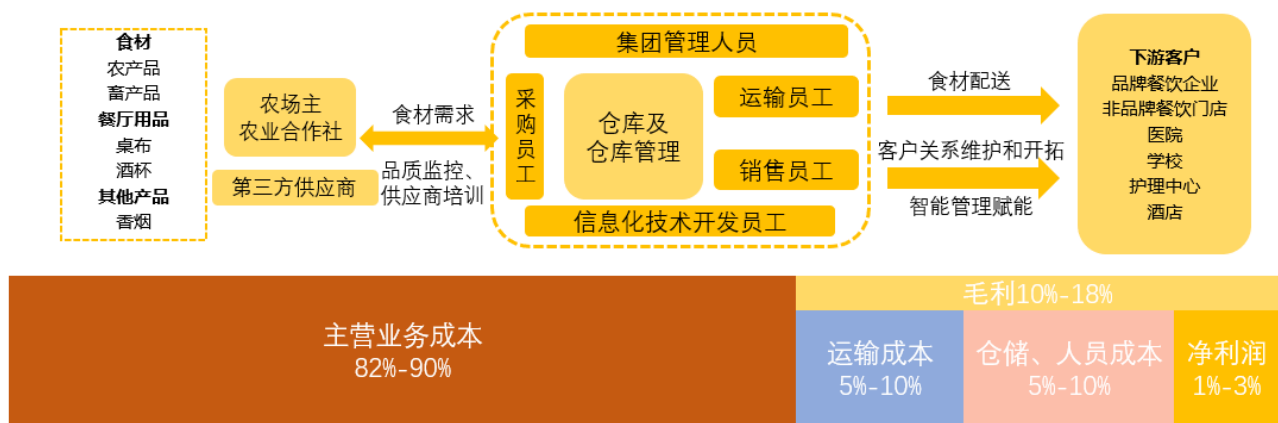 食材
农产品
畜产品
餐厅用品
桌布
酒杯
其他产品
香烟
农场主
农业合作社
第三方供应商
食材需求
品质监控、
供应商培训
集团管理人员
采购员工
仓库及
仓库管理
运输员工
销售员工
信息化技术开发员工
食材配送
客户关系维护和开拓
智能管理赋能
下游客户
品牌餐饮企业
非品牌餐饮门店
医院
学校
护理中心
酒店
主营业务成本
82%-90%
毛利10%-18%
运输成本
5%-10%
仓储、人员成本
5%-10%
净利润
1%-3%